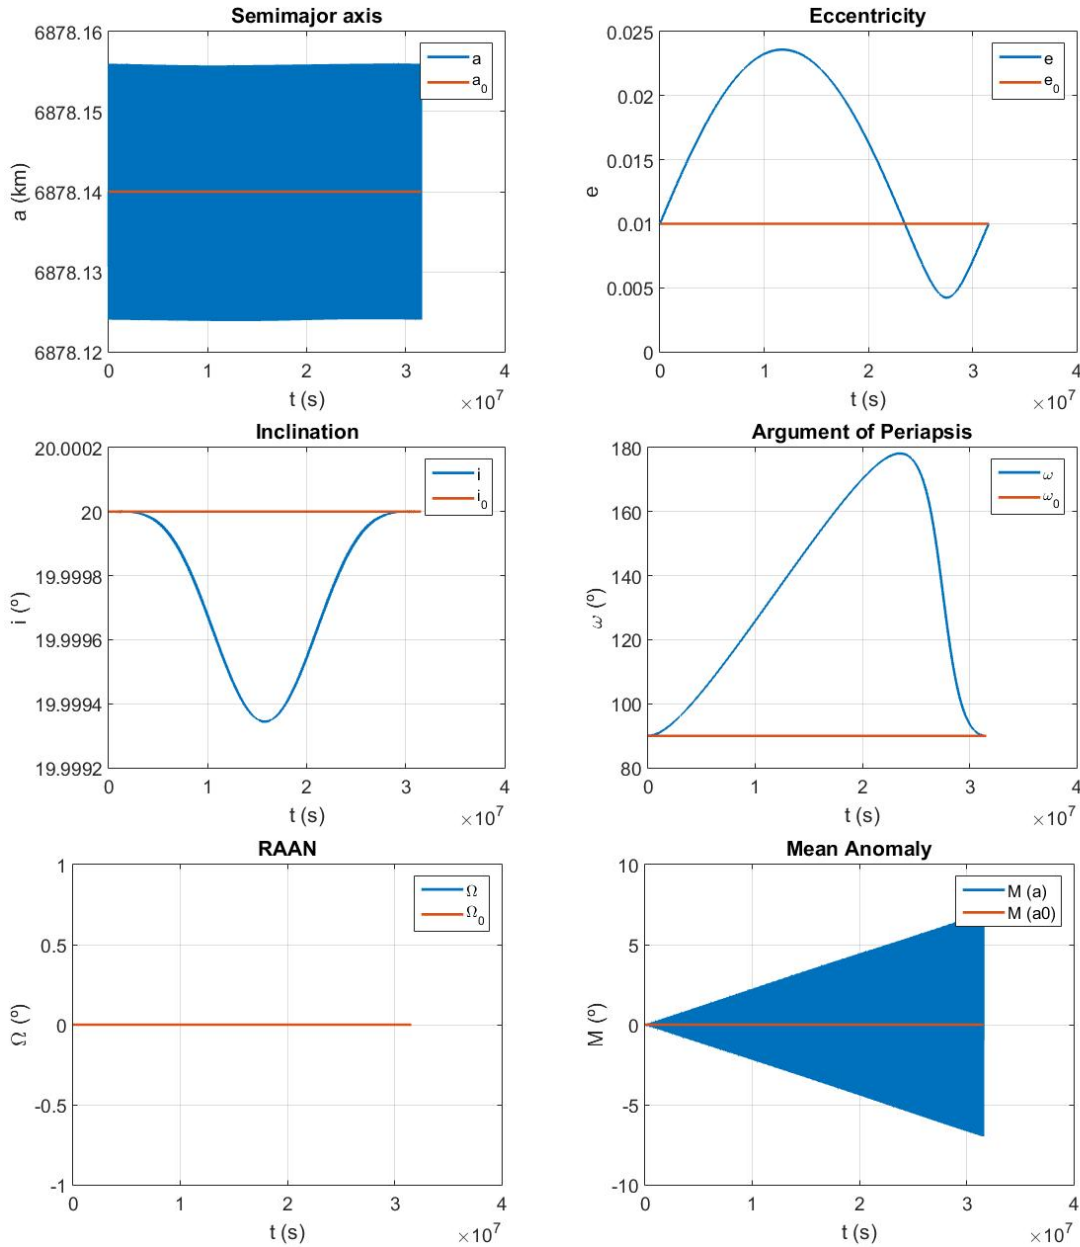 Semimajor axis
6878.16
6878.15
6878.14
6878.13
6878.12
a (km)
a
a0
0 1 2 3 4
t (s)
×10^7
Eccentricity
0.025
0.02
0.015
0.01
0.005
0
e
e
e0
0 1 2 3 4
t (s)
×10^7
Inclination
20.0002
20
19.9998
19.9996
19.9994
19.9992
i (º)
i
i0
0 1 2 3 4
t (s)
×10^7
Argument of Periapsis
180
160
140
120
100
80
ω (º)
ω
ω0
0 1 2 3 4
t (s)
×10^7
RAAN
1
0.5
0
-0.5
-1
Ω (º)
Ω
Ω0
0 1 2 3 4
t (s)
×10^7
Mean Anomaly
10
5
0
-5
-10
M (º)
M (a)
M (a0)
0 1 2 3 4
t (s)
×10^7